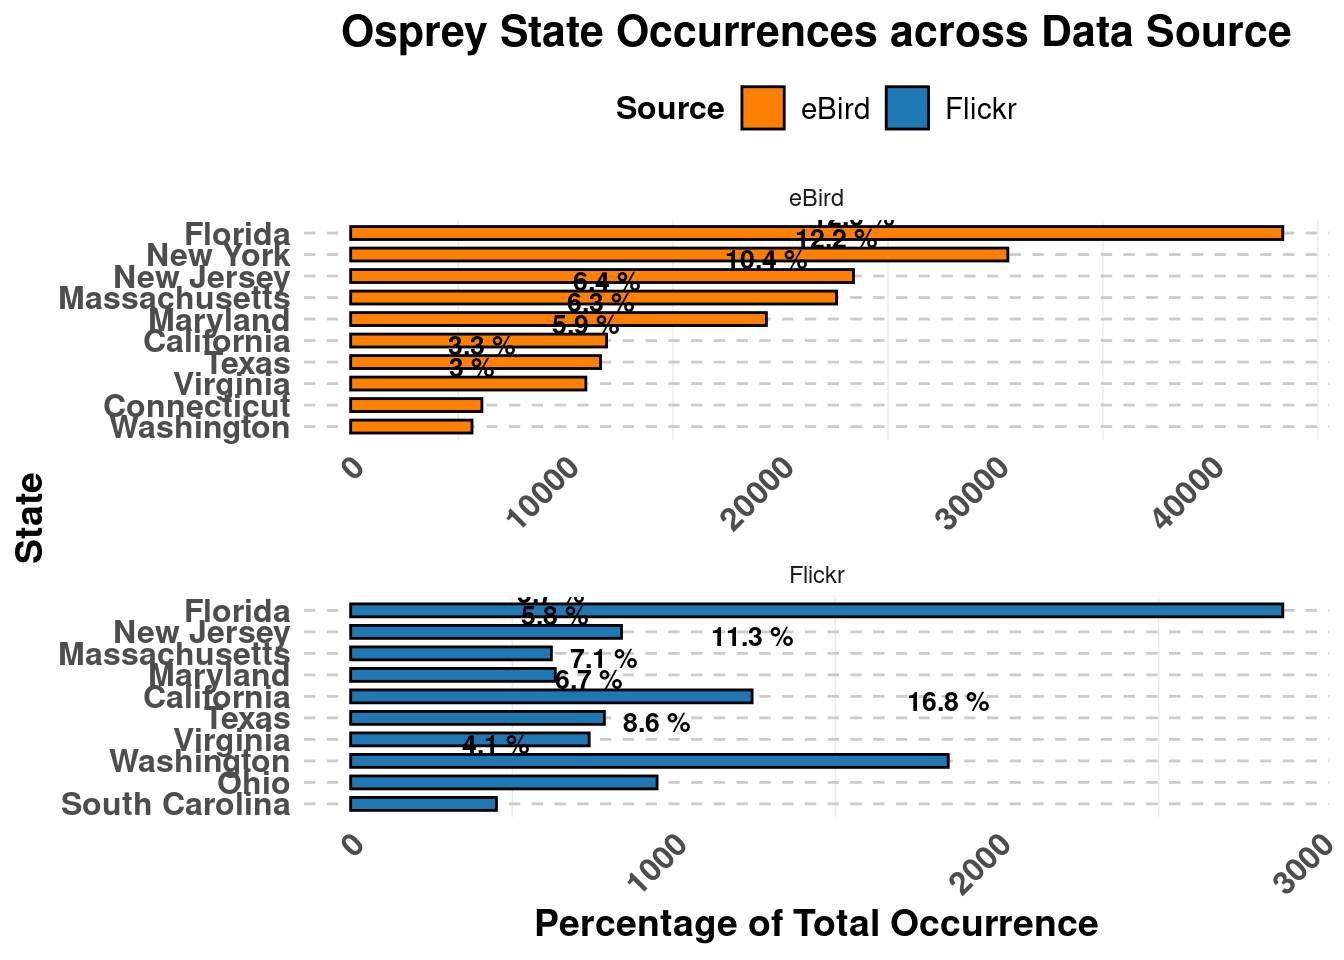 Osprey State Occurrences across Data Source
Source eBird Flickr
eBird
Florida
12.2 %
New York
10.4 %
New Jersey
6.4 %
Massachusetts
6.3 %
Maryland
5.9 %
California
3.3 %
Texas
3 %
Virginia
Connecticut
Washington
0 10000 20000 30000 40000
State
Flickr
Florida
5.8 %
New Jersey
11.3 %
Massachusetts
7.1 %
Maryland
6.7 %
California
16.8 %
Texas
8.6 %
Virginia
4.1 %
Washington
Ohio
South Carolina
0 1000 2000 3000
Percentage of Total Occurrence